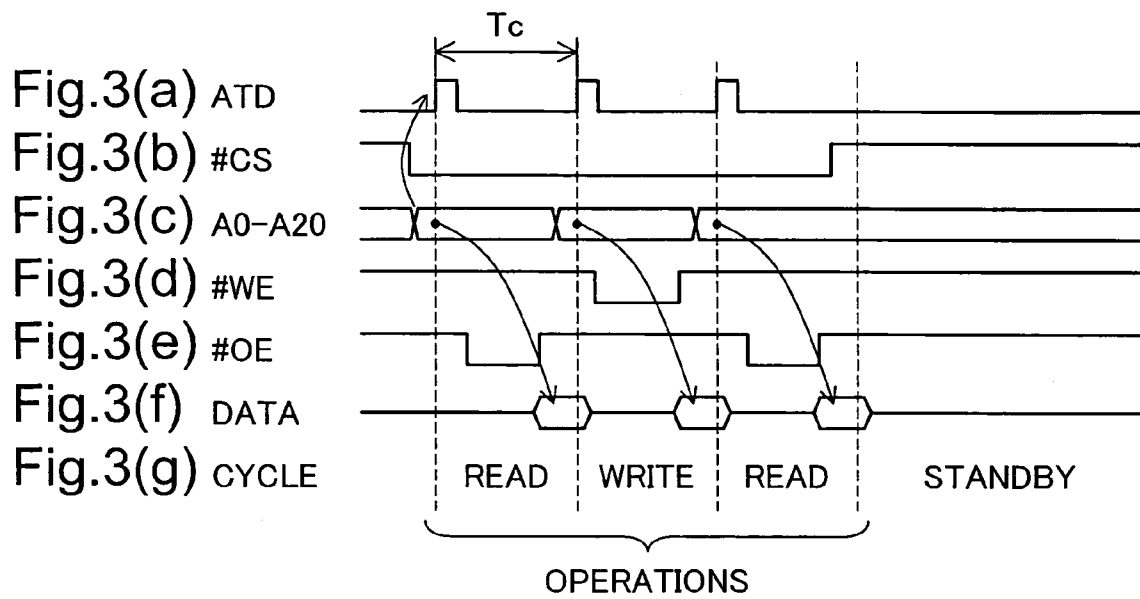 Tc
Fig.3(a) ATD
Fig.3(b) #CS
Fig.3(c) A0-A20
Fig.3(d) #WE
Fig.3(e) #OE
Fig.3(f) DATA
Fig.3(g) CYCLE READ WRITE READ STANDBY
OPERATIONS